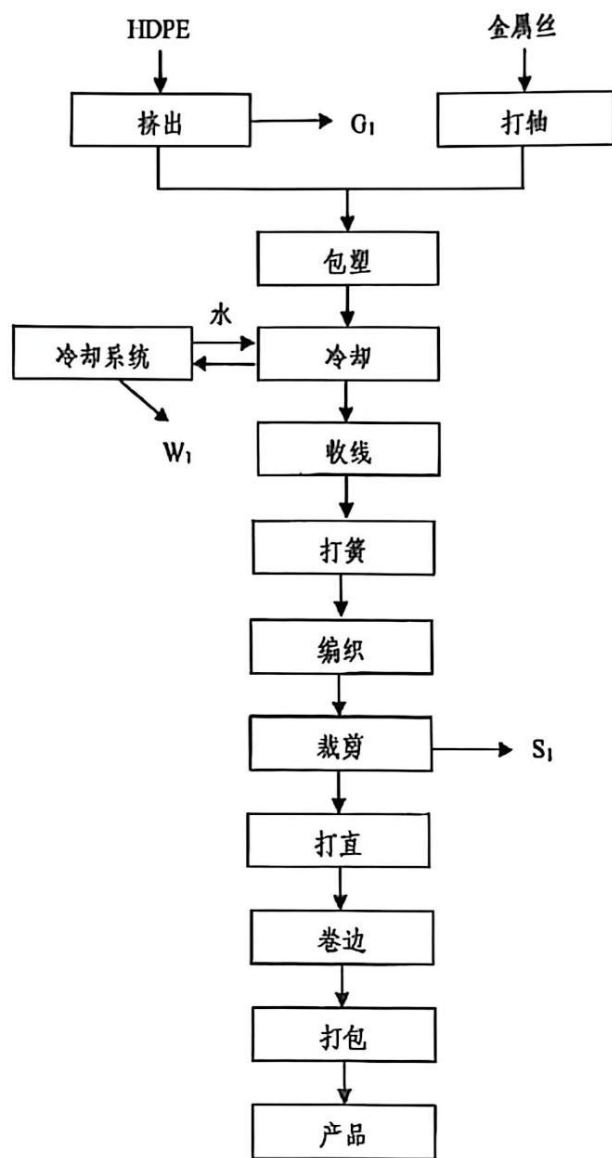 HDPE
金属丝
挤出
G₁
打轴
包塑
水
冷却系统
冷却
W₁
收线
打簧
编织
裁剪
S₁
打直
卷边
打包
产品